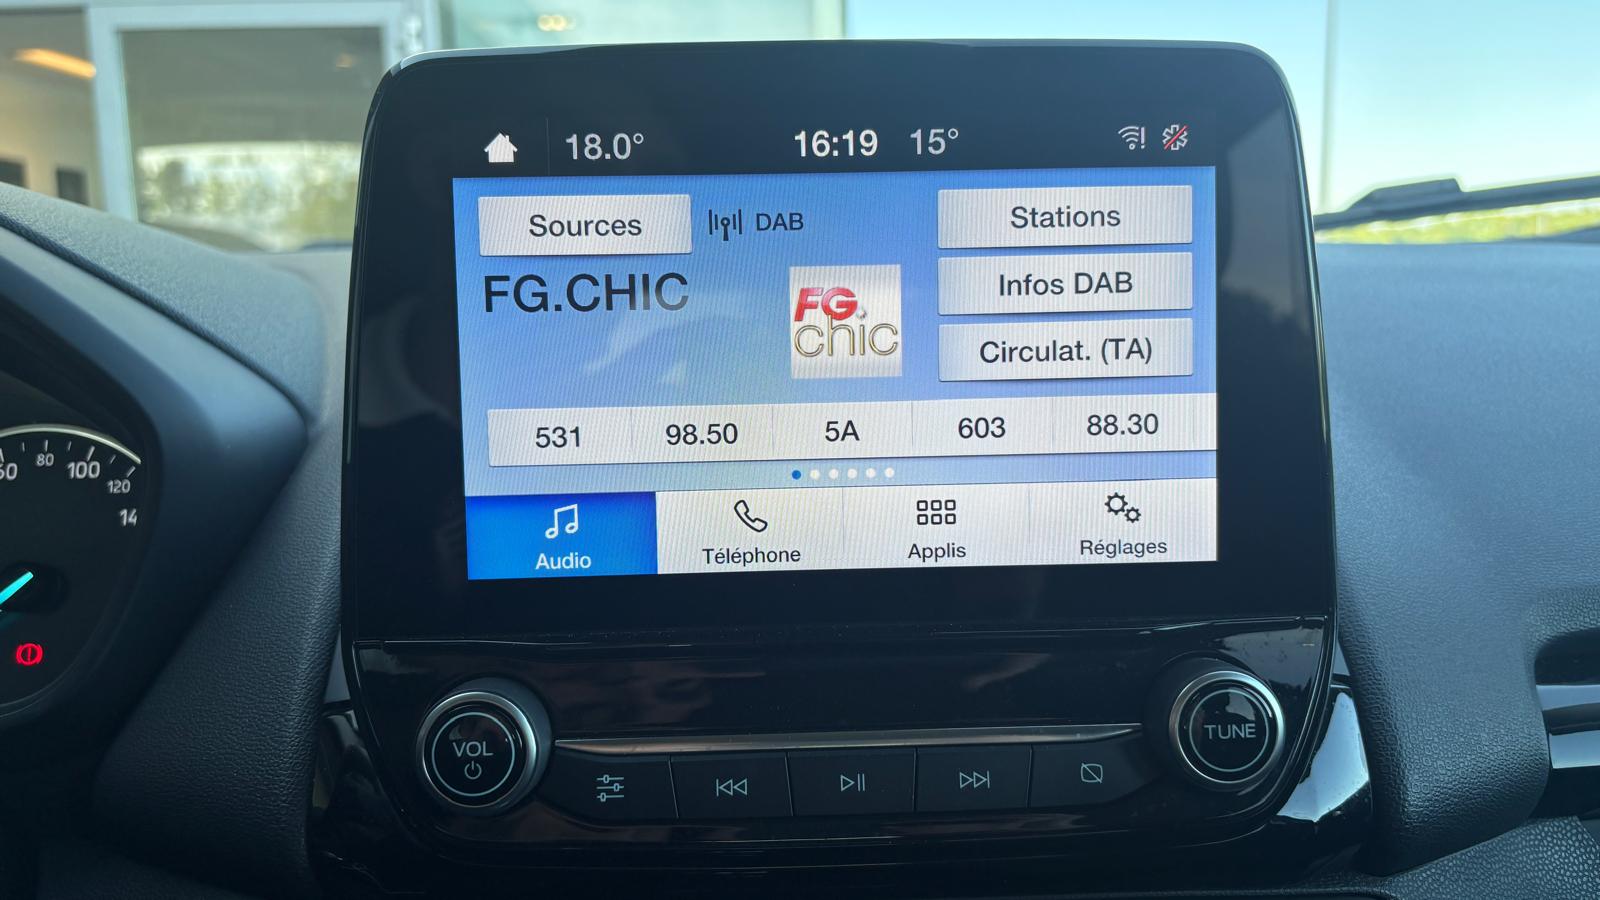 18.0° 16:19 15°
Sources DAB Stations
FG.CHIC
FG.
chic
Infos DAB
Circulat. (TA)
531 98.50 5A 603 88.30
Audio Téléphone Applis Réglages
80 100 120
VOL
TUNE